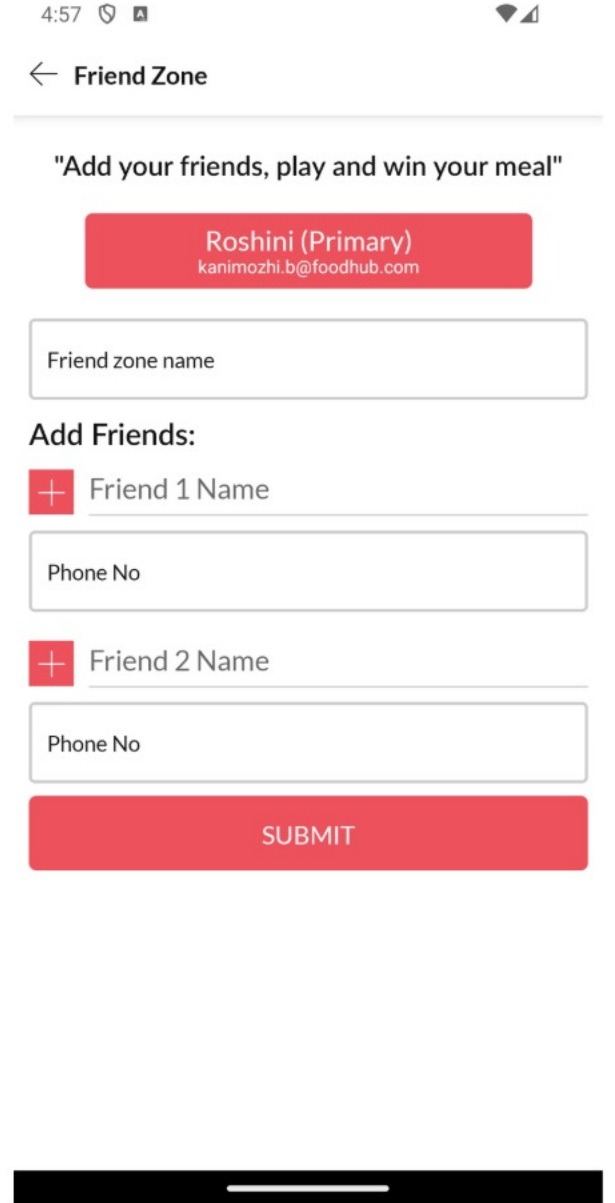 4:57
Friend Zone
"Add your friends, play and win your meal"
Roshini (Primary)
kanimozhi.b@foodhub.com
Friend zone name
Add Friends:
Friend 1 Name
Phone No
Friend 2 Name
Phone No
SUBMIT